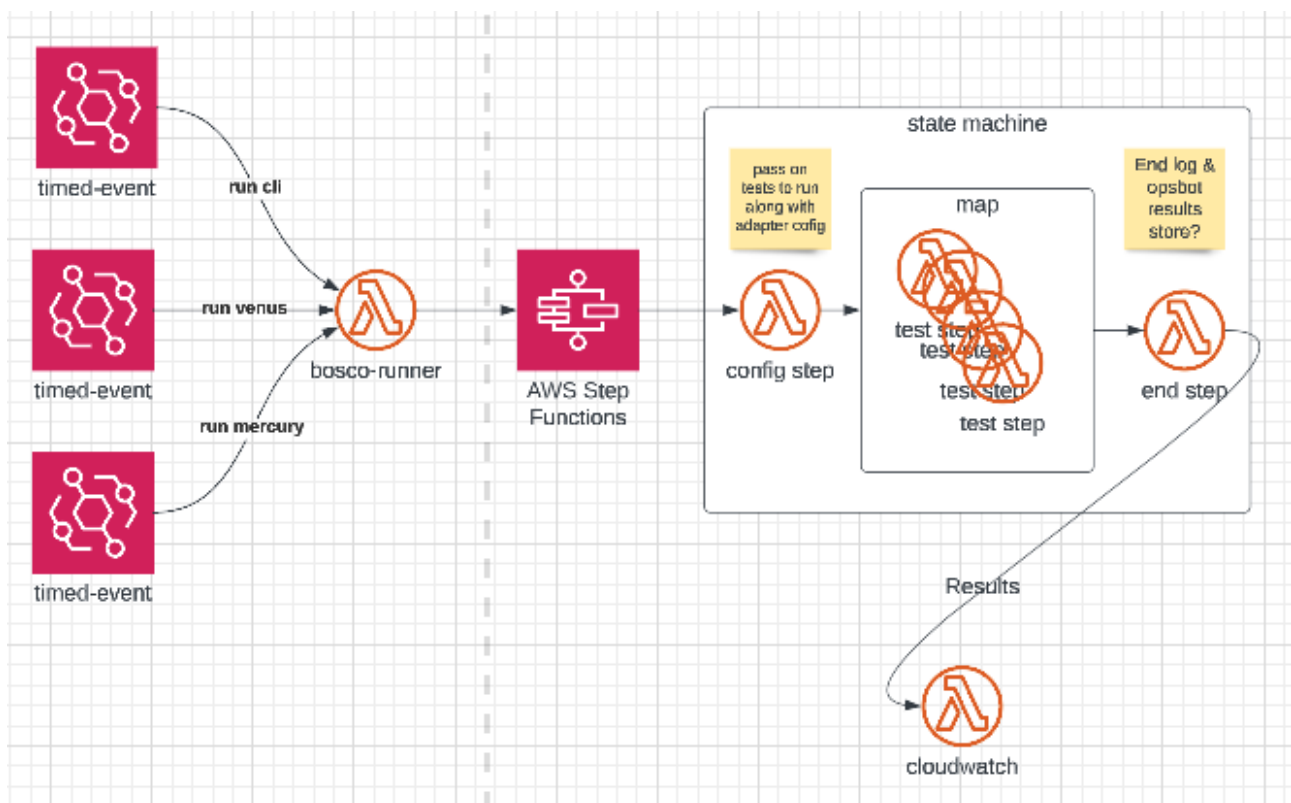 timed-event
run cli
timed-event
run venus
timed-event
run mercury
bosco-runner
AWS Step
Functions
state machine
pass on
tests to run
along with
adapter cofig
config step
map
test step
test step
test step
test step
End log &
opsbot
results
store?
end step
Results
cloudwatch